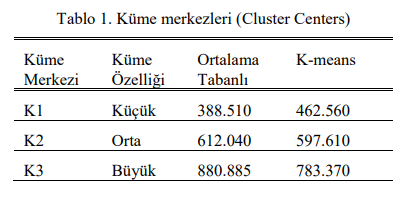 Tablo 1. Küme merkezleri (Cluster Centers)
Küme Merkezi Küme Özelliği Ortalama Tabanlı K-means
K1 Küçük 388.510 462.560
K2 Orta 612.040 597.610
K3 Büyük 880.885 783.370